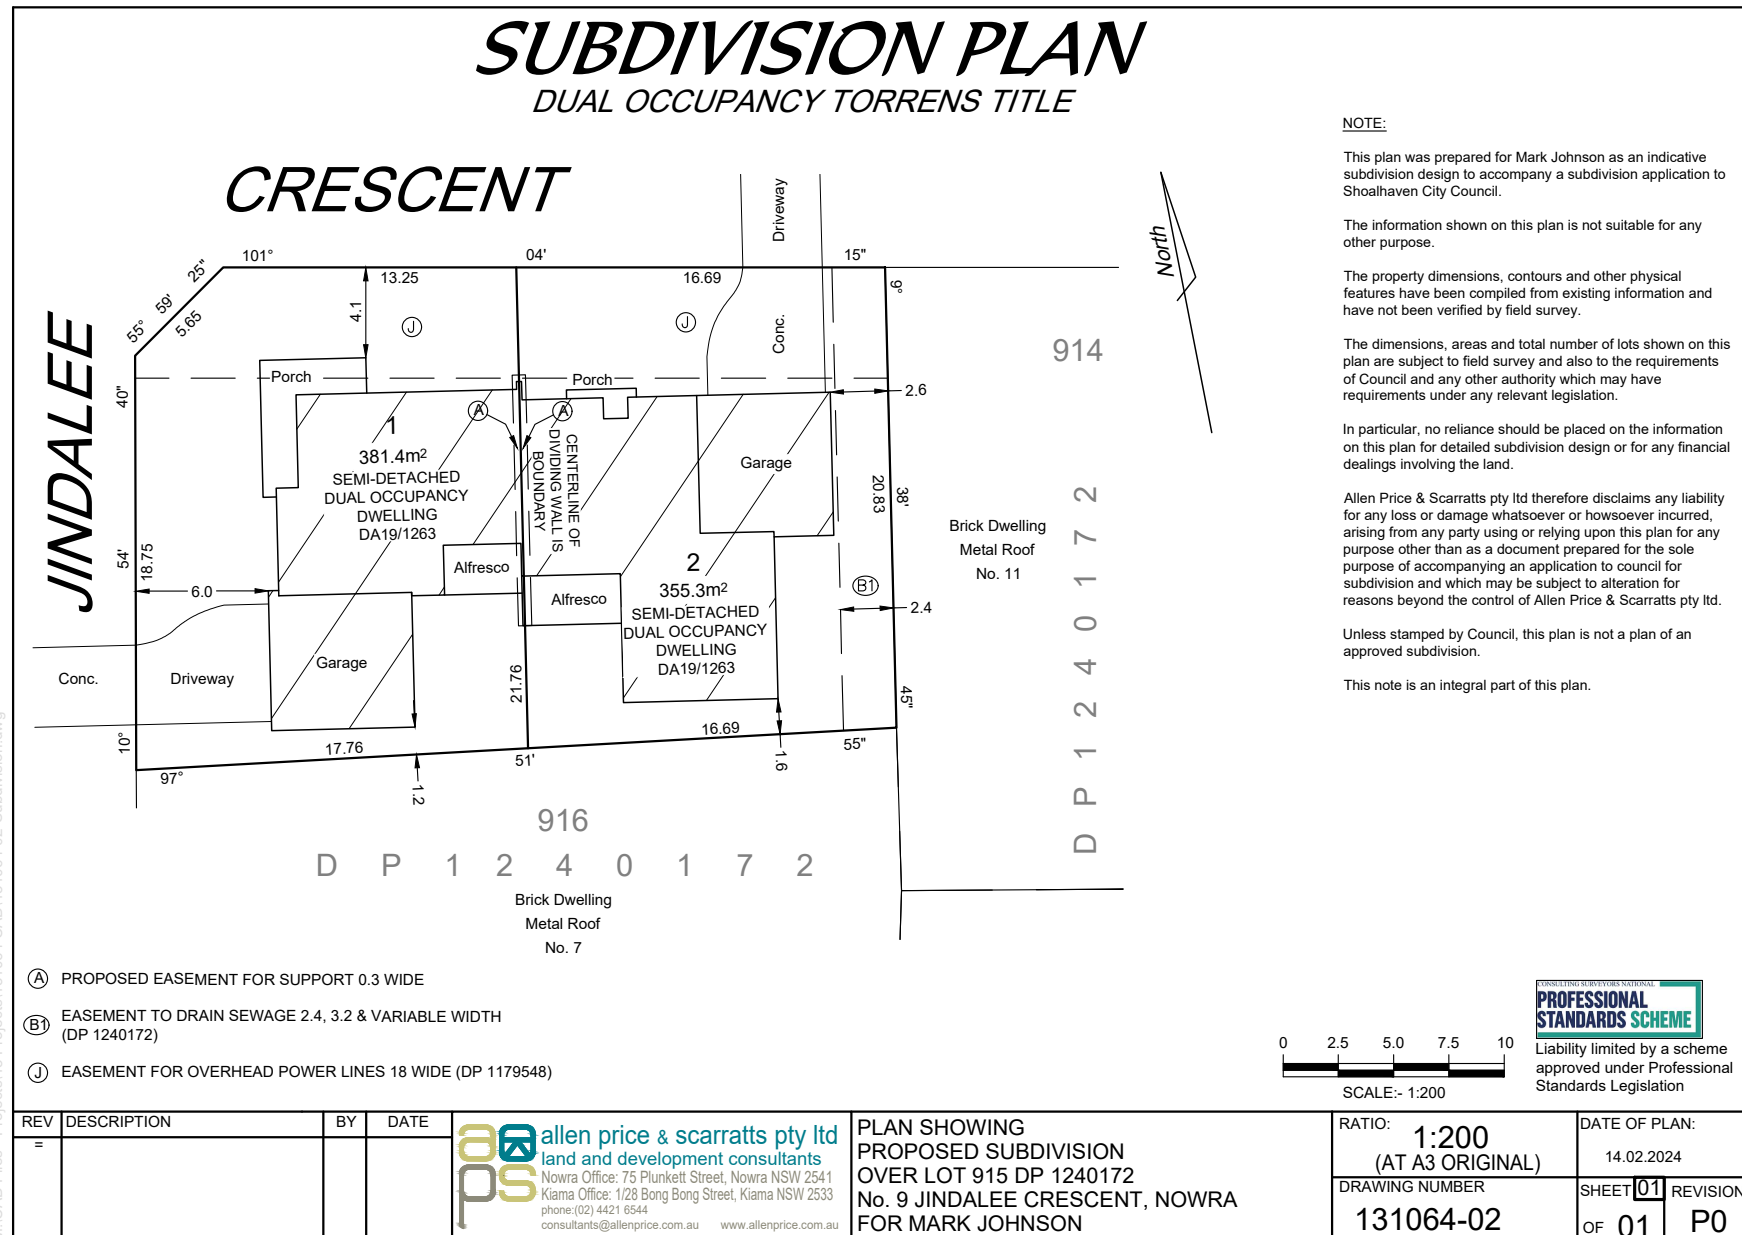 SUBDIVISION PLAN
DUAL OCCUPANCY TORRENS TITLE
CRESCENT
JINDALEE
North
101°
04'
15"
13.25
16.69
25"
59'
55°
5.65
4.1
J
J
Driveway
Conc.
9°
38'
45"
20.83
2.6
2.4
914
DP1240172
Brick Dwelling
Metal Roof
No. 11
Porch
Porch
A
A
1
381.4m²
SEMI-DETACHED
DUAL OCCUPANCY
DWELLING
DA19/1263
CENTERLINE OF
DIVIDING WALL IS
BOUNDARY
Garage
Alfresco
Alfresco
2
355.3m²
SEMI-DETACHED
DUAL OCCUPANCY
DWELLING
DA19/1263
B1
40"
54'
10°
18.75
6.0
Garage
Conc.
Driveway
21.76
17.76
16.69
97°
51'
55"
1.2
1.6
916
DP1240172
Brick Dwelling
Metal Roof
No. 7
NOTE:
This plan was prepared for Mark Johnson as an indicative
subdivision design to accompany a subdivision application to
Shoalhaven City Council.
The information shown on this plan is not suitable for any
other purpose.
The property dimensions, contours and other physical
features have been compiled from existing information and
have not been verified by field survey.
The dimensions, areas and total number of lots shown on this
plan are subject to field survey and also to the requirements
of Council and any other authority which may have
requirements under any relevant legislation.
In particular, no reliance should be placed on the information
on this plan for detailed subdivision design or for any financial
dealings involving the land.
Allen Price & Scarratts pty ltd therefore disclaims any liability
for any loss or damage whatsoever or howsoever incurred,
arising from any party using or relying upon this plan for any
purpose other than as a document prepared for the sole
purpose of accompanying an application to council for
subdivision and which may be subject to alteration for
reasons beyond the control of Allen Price & Scarratts pty ltd.
Unless stamped by Council, this plan is not a plan of an
approved subdivision.
This note is an integral part of this plan.
A PROPOSED EASEMENT FOR SUPPORT 0.3 WIDE
B1 EASEMENT TO DRAIN SEWAGE 2.4, 3.2 & VARIABLE WIDTH
(DP 1240172)
J EASEMENT FOR OVERHEAD POWER LINES 18 WIDE (DP 1179548)
0 2.5 5.0 7.5 10
SCALE:- 1:200
CONSULTING SURVEYORS NATIONAL
PROFESSIONAL
STANDARDS SCHEME
Liability limited by a scheme
approved under Professional
Standards Legislation
REV DESCRIPTION BY DATE
=
aps
allen price & scarratts pty ltd
land and development consultants
Nowra Office: 75 Plunkett Street, Nowra NSW 2541
Kiama Office: 1/28 Bong Bong Street, Kiama NSW 2533
phone:(02) 4421 6544
consultants@allenprice.com.au www.allenprice.com.au
PLAN SHOWING
PROPOSED SUBDIVISION
OVER LOT 915 DP 1240172
No. 9 JINDALEE CRESCENT, NOWRA
FOR MARK JOHNSON
RATIO:
1:200
(AT A3 ORIGINAL)
DATE OF PLAN:
14.02.2024
DRAWING NUMBER
131064-02
SHEET 01
OF 01
REVISION
P0